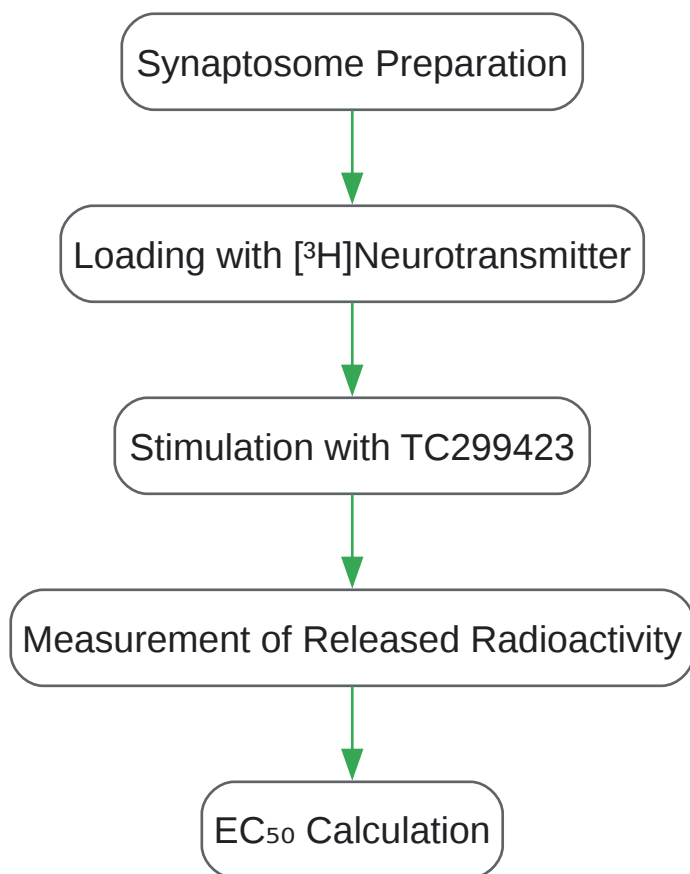 Synaptosome Preparation
Loading with [³H]Neurotransmitter
Stimulation with TC299423
Measurement of Released Radioactivity
EC₅₀ Calculation